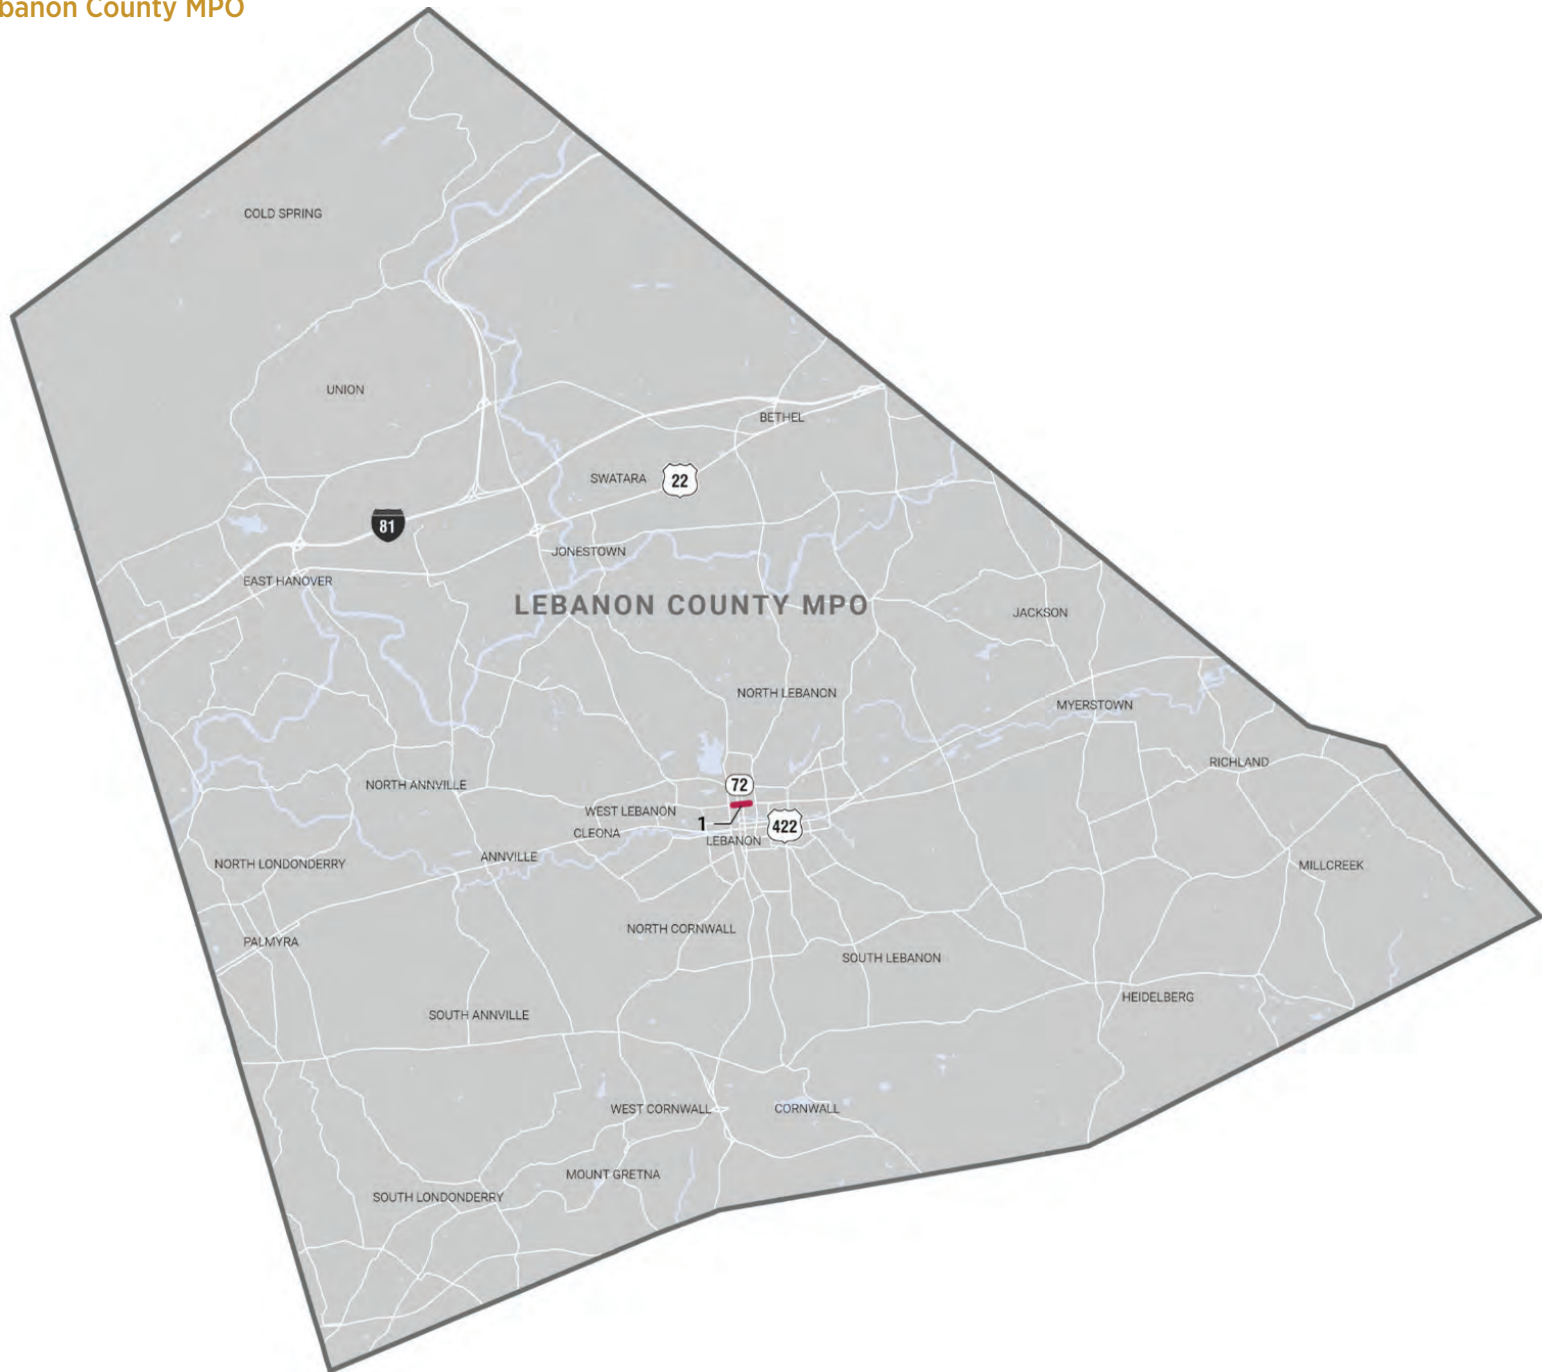 banon County MPO
COLD SPRING
UNION
BETHEL
SWATARA
22
81
JONESTOWN
EAST HANOVER
LEBANON COUNTY MPO
JACKSON
NORTH LEBANON
MYERSTOWN
RICHLAND
NORTH ANNVILLE
72
WEST LEBANON
1
422
CLEONA
LEBANON
ANNVILLE
NORTH LONDONDERRY
MILLCREEK
NORTH CORNWALL
PALMYRA
SOUTH LEBANON
HEIDELBERG
SOUTH ANNVILLE
WEST CORNWALL
CORNWALL
MOUNT GRETNA
SOUTH LONDONDERRY